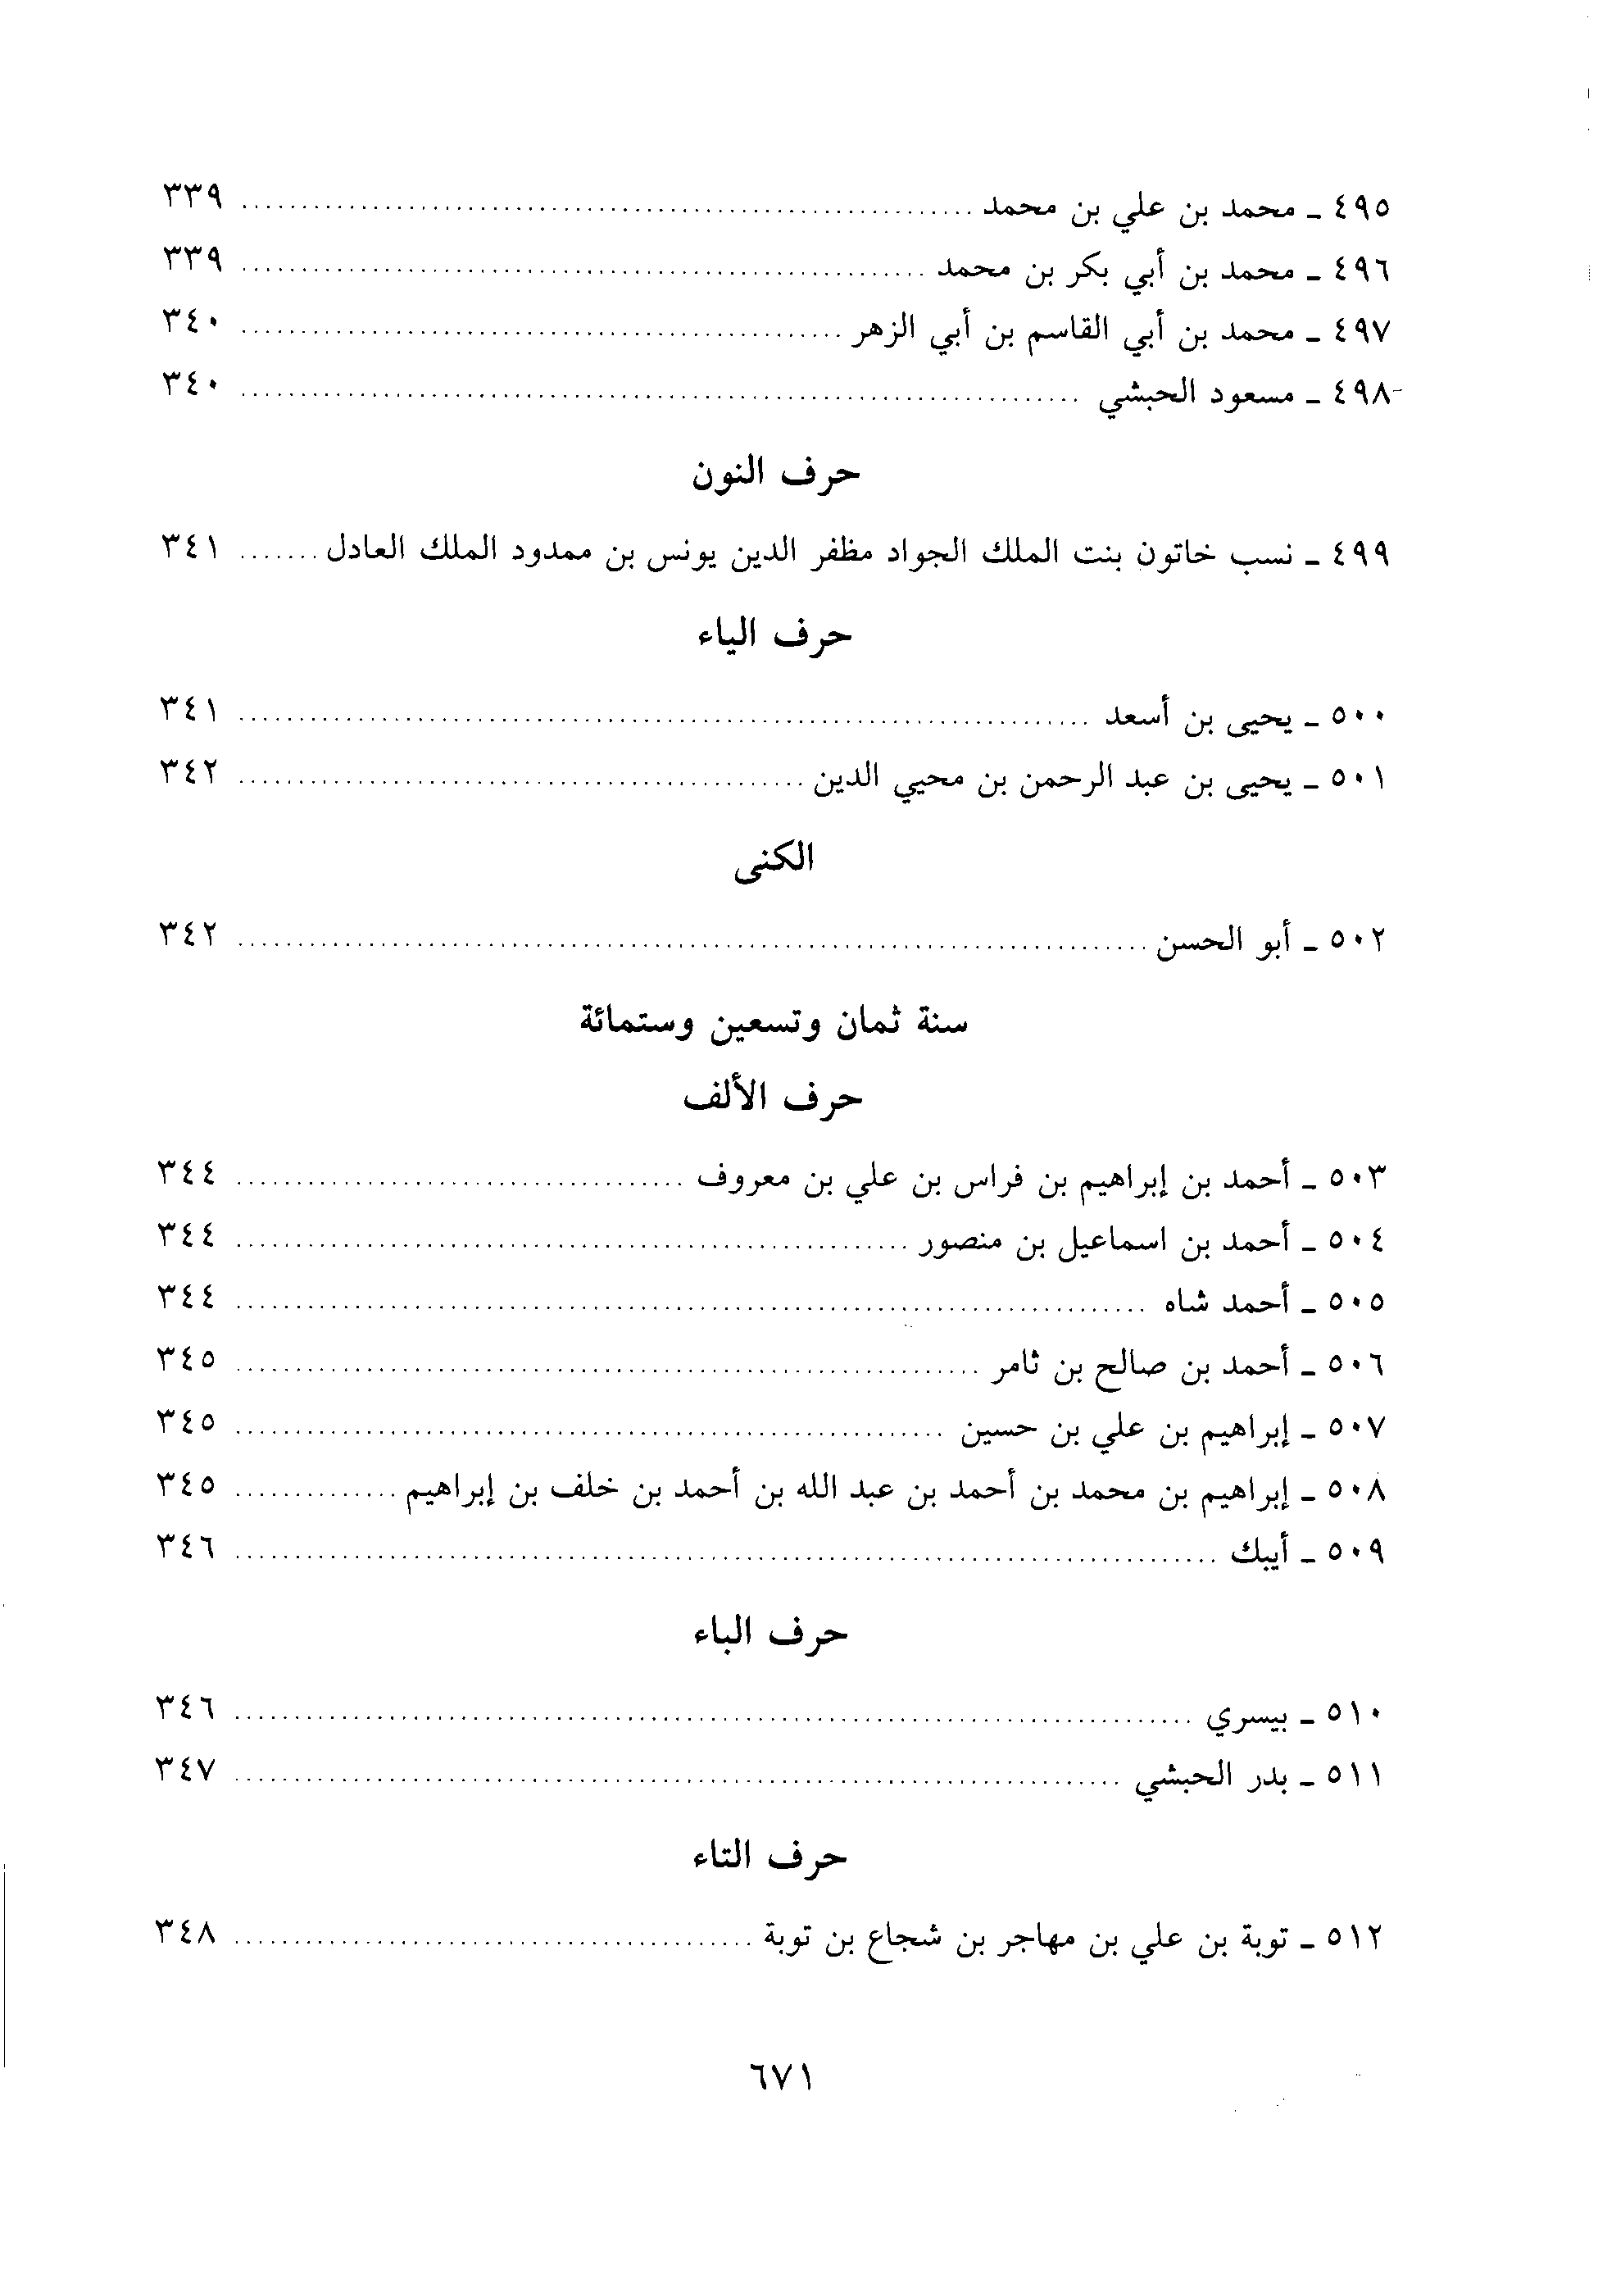 ٤٩٥ ـ محمد بن علي بن محمد ........ ٣٣٩
٤٩٦ ـ محمد بن أبي بكر بن محمد ........ ٣٣٩
٤٩٧ ـ محمد بن أبي القاسم بن أبي الزهر ........ ٣٤٠
٤٩٨ ـ مسعود الحبشي ........ ٣٤٠
حرف النون
٤٩٩ ـ نسب خاتون بنت الملك الجواد مظفر الدين يونس بن ممدود الملك العادل ....... ٣٤١
حرف الياء
٥٠٠ ـ يحيى بن أسعد ........ ٣٤١
٥٠١ ـ يحيى بن عبد الرحمن بن محيي الدين ........ ٣٤٢
الكنى
٥٠٢ ـ أبو الحسن ........ ٣٤٢
سنة ثمان وتسعين وستمائة
حرف الألف
٥٠٣ ـ أحمد بن إبراهيم بن فراس بن علي بن معروف ........ ٣٤٤
٥٠٤ ـ أحمد بن اسماعيل بن منصور ........ ٣٤٤
٥٠٥ ـ أحمد شاه ........ ٣٤٤
٥٠٦ ـ أحمد بن صالح بن ثامر ........ ٣٤٥
٥٠٧ ـ إبراهيم بن علي بن حسين ........ ٣٤٥
٥٠٨ ـ إبراهيم بن محمد بن أحمد بن عبد الله بن أحمد بن خلف بن إبراهيم ........ ٣٤٥
٥٠٩ ـ أيبك ........ ٣٤٦
حرف الباء
٥١٠ ـ بيسري ........ ٣٤٦
٥١١ ـ بدر الحبشي ........ ٣٤٧
حرف التاء
٥١٢ ـ توبة بن علي بن مهاجر بن شجاع بن توبة ........ ٣٤٨
٦٧١